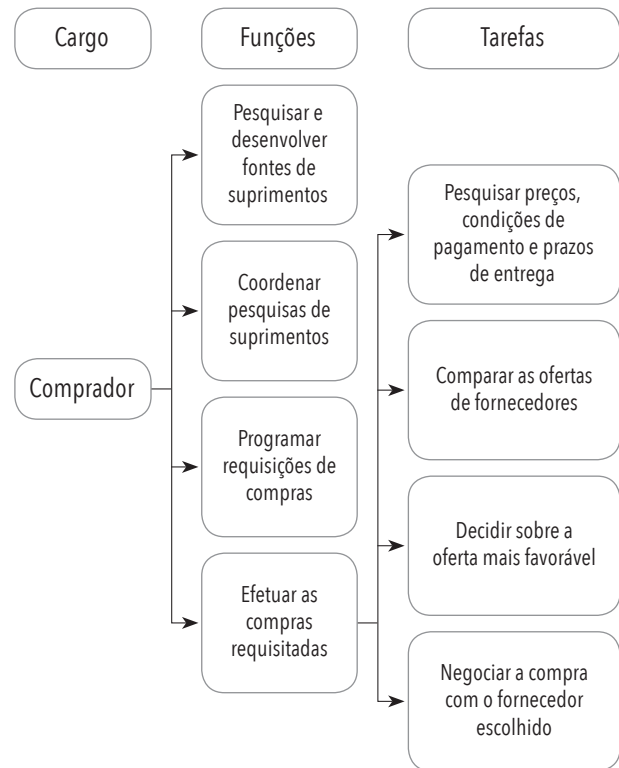 Cargo
Funções
Tarefas
Comprador
Pesquisar e
desenvolver
fontes de
suprimentos
Coordenar
pesquisas de
suprimentos
Programar
requisições de
compras
Efetuar as
compras
requisitadas
Pesquisar preços,
condições de
pagamento e prazos
de entrega
Comparar as ofertas
de fornecedores
Decidir sobre a
oferta mais favorável
Negociar a compra
com o fornecedor
escolhido